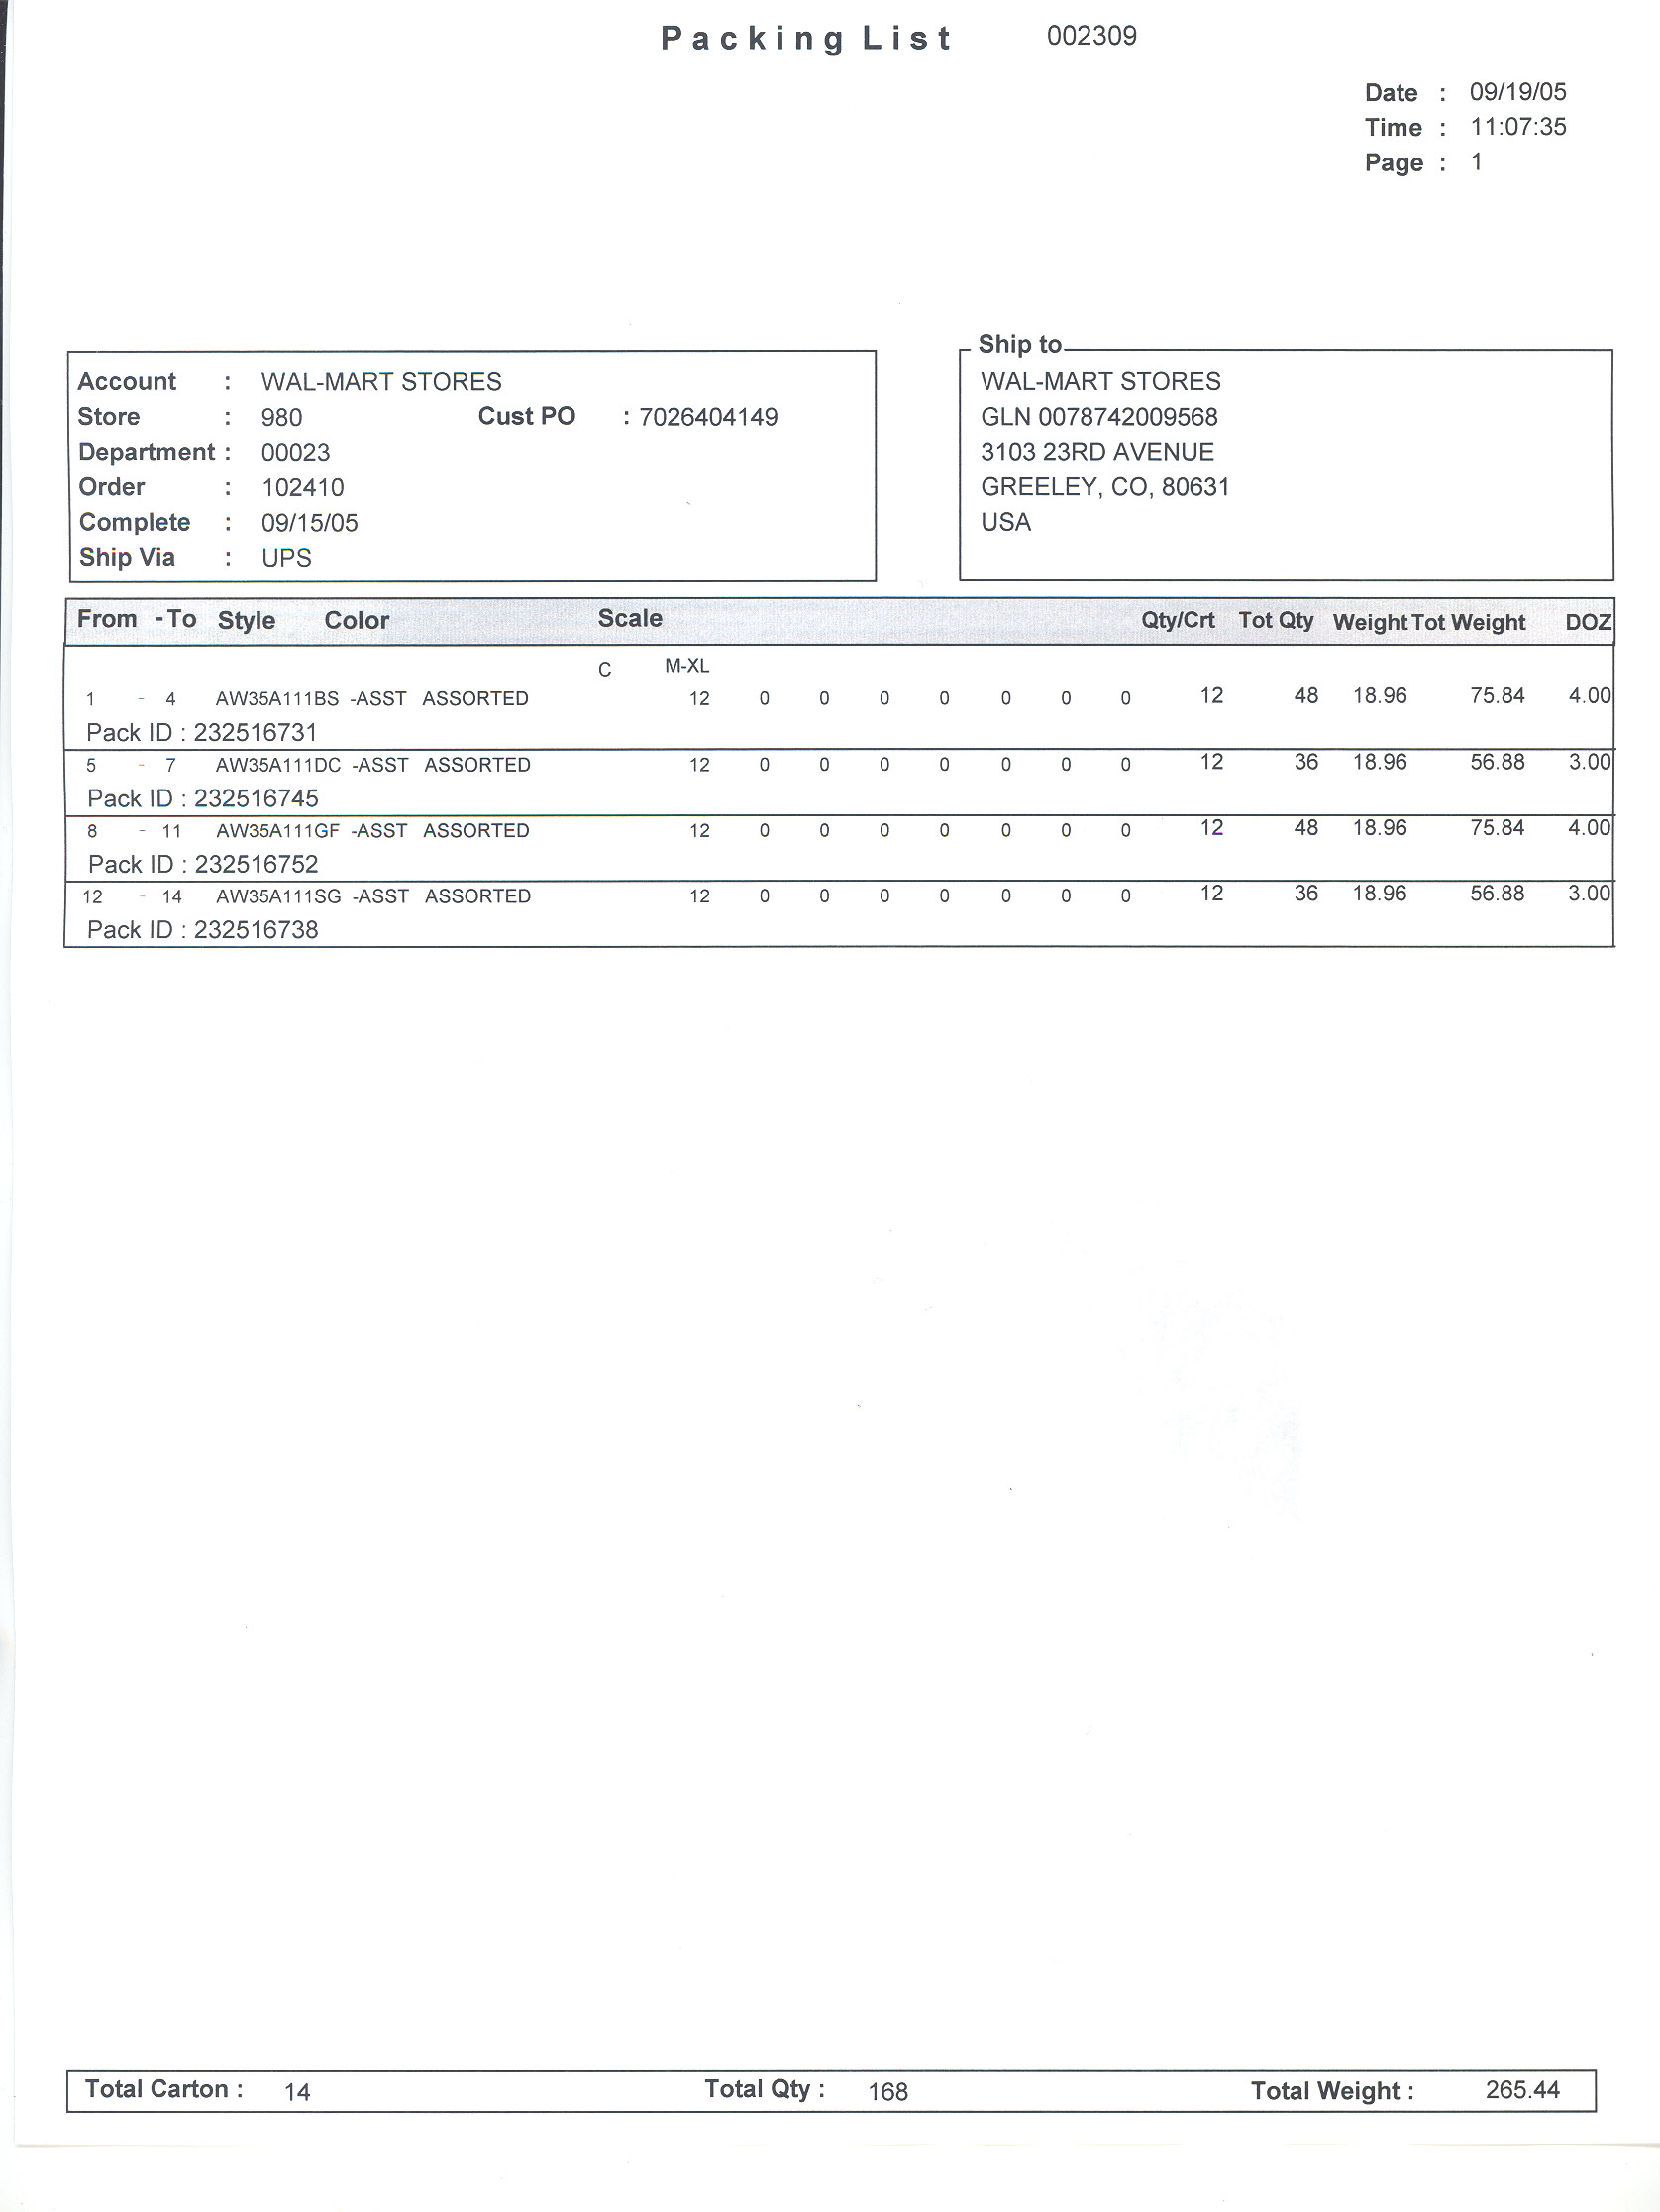 Packing List 002309
Date : 09/19/05
Time : 11:07:35
Page : 1
Ship to
Account : WAL-MART STORES
Store : 980 Cust PO : 7026404149
Department : 00023
Order : 102410
Complete : 09/15/05
Ship Via : UPS
WAL-MART STORES
GLN 0078742009568
3103 23RD AVENUE
GREELEY, CO, 80631
USA
From - To Style Color Scale Qty/Crt Tot Qty Weight Tot Weight DOZ
C M-XL
1 - 4 AW35A111BS -ASST ASSORTED 12 0 0 0 0 0 0 0 12 48 18.96 75.84 4.00
Pack ID : 232516731
5 - 7 AW35A111DC -ASST ASSORTED 12 0 0 0 0 0 0 0 12 36 18.96 56.88 3.00
Pack ID : 232516745
8 - 11 AW35A111GF -ASST ASSORTED 12 0 0 0 0 0 0 0 12 48 18.96 75.84 4.00
Pack ID : 232516752
12 - 14 AW35A111SG -ASST ASSORTED 12 0 0 0 0 0 0 0 12 36 18.96 56.88 3.00
Pack ID : 232516738
Total Carton : 14 Total Qty : 168 Total Weight : 265.44